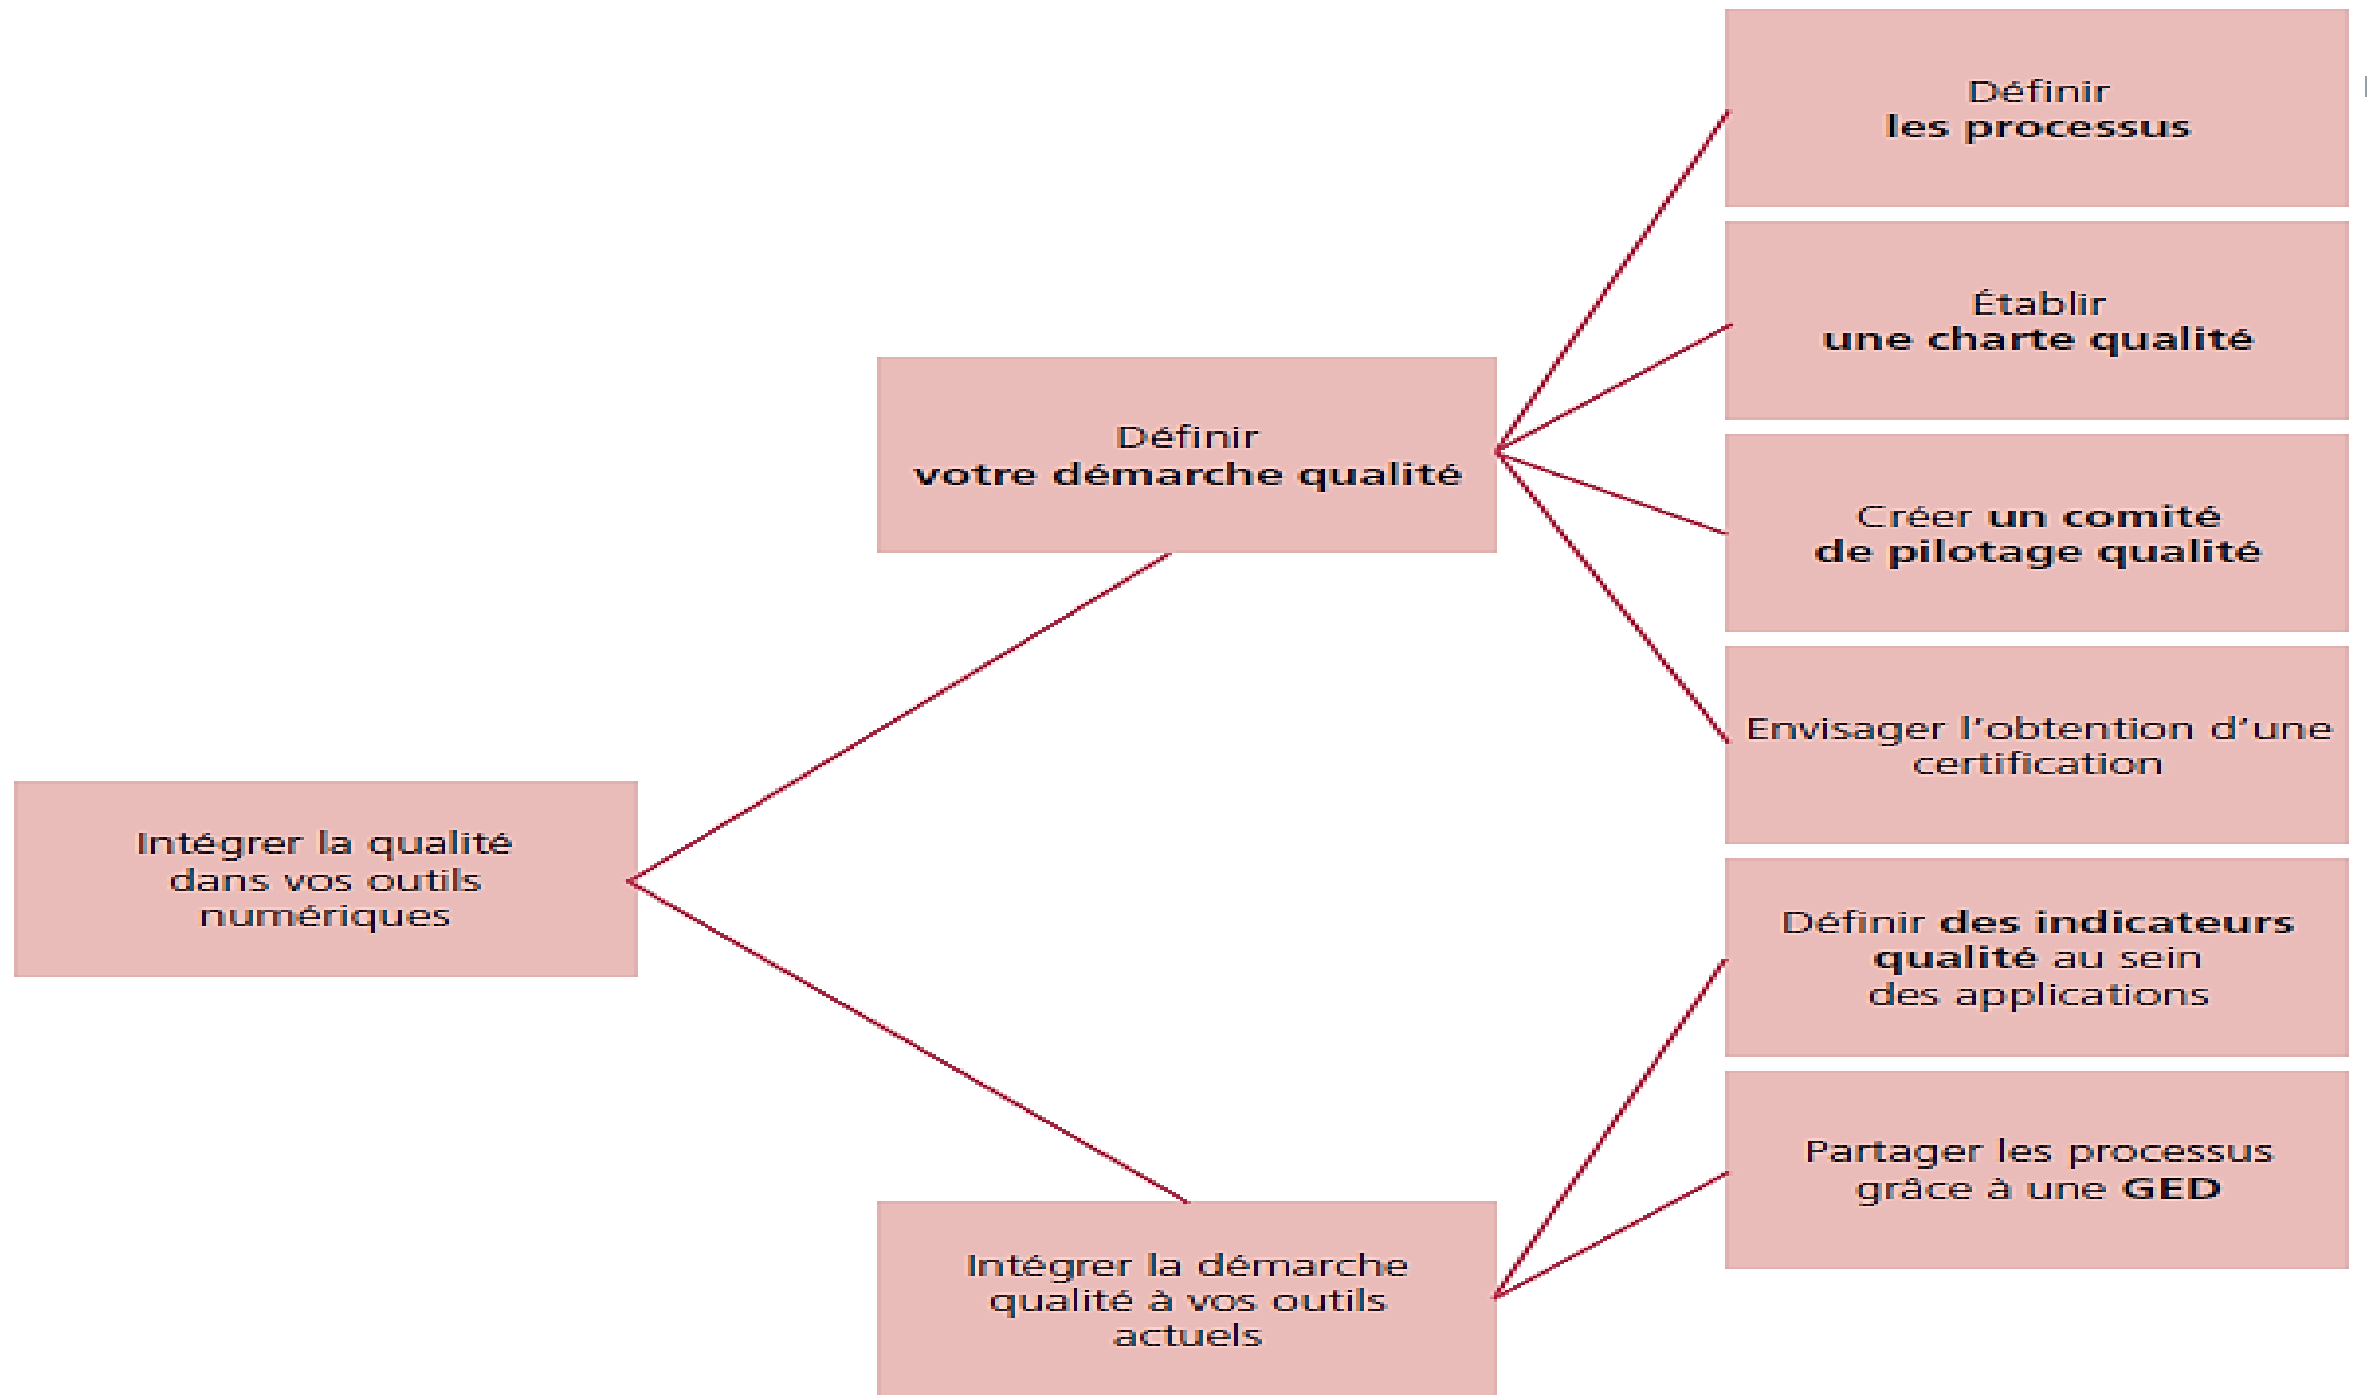 Définir
les processus
Établir
une charte qualité
Définir
votre démarche qualité
Créer un comité
de pilotage qualité
Envisager l’obtention d’une
certification
Intégrer la qualité
dans vos outils
numériques
Définir des indicateurs
qualité au sein
des applications
Partager les processus
grâce à une GED
Intégrer la démarche
qualité à vos outils
actuels